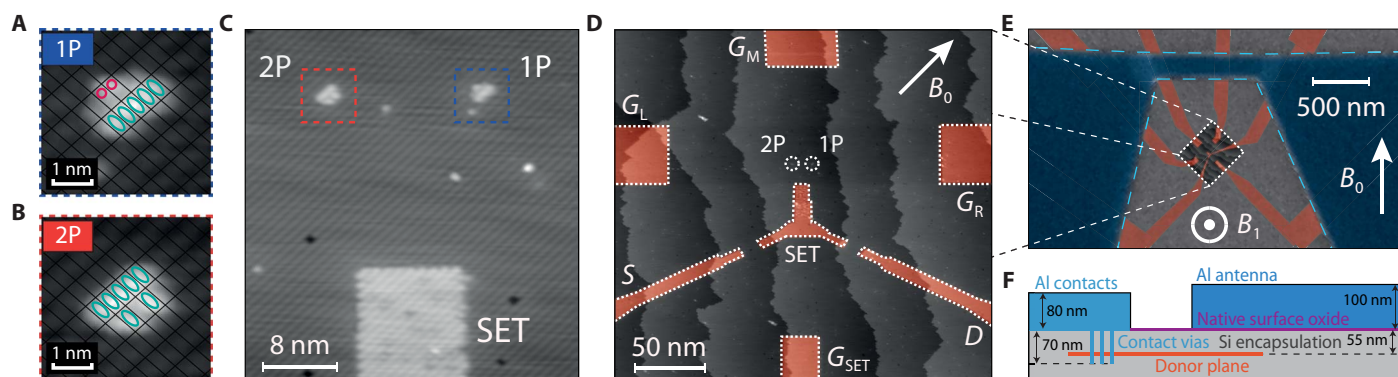 A
1P
1 nm
B
2P
1 nm
C
2P
1P
SET
8 nm
D
G_M
B_0
G_L
2P 1P
G_R
SET
S
D
G_SET
50 nm
E
500 nm
B_0
B_1
F
Al contacts
Al antenna
80 nm
100 nm
Native surface oxide
70 nm
Contact vias
Si encapsulation
55 nm
Donor plane